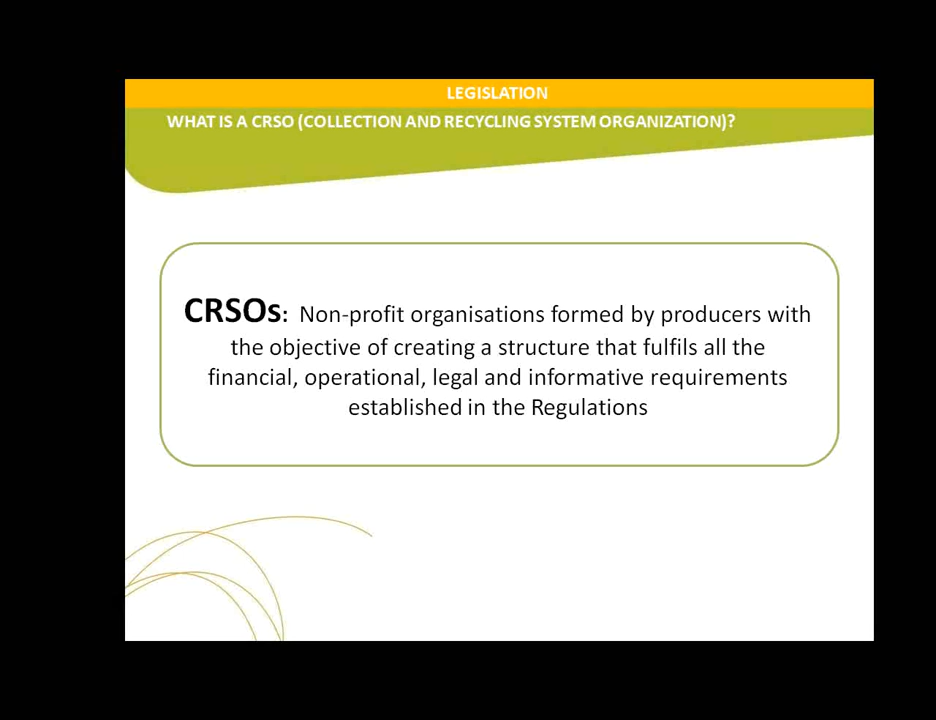 LEGISLATION
WHAT IS A CRSO (COLLECTION AND RECYCLING SYSTEM ORGANIZATION)?
CRSOs: Non-profit organisations formed by producers with
the objective of creating a structure that fulfils all the
financial, operational, legal and informative requirements
established in the Regulations